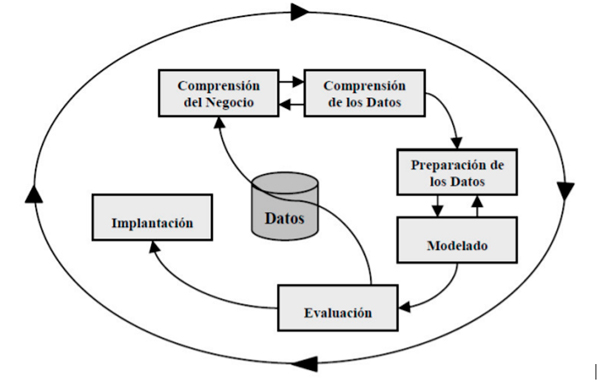 Comprensión
del Negocio
Comprensión
de los Datos
Preparación de
los Datos
Datos
Implantación
Modelado
Evaluación